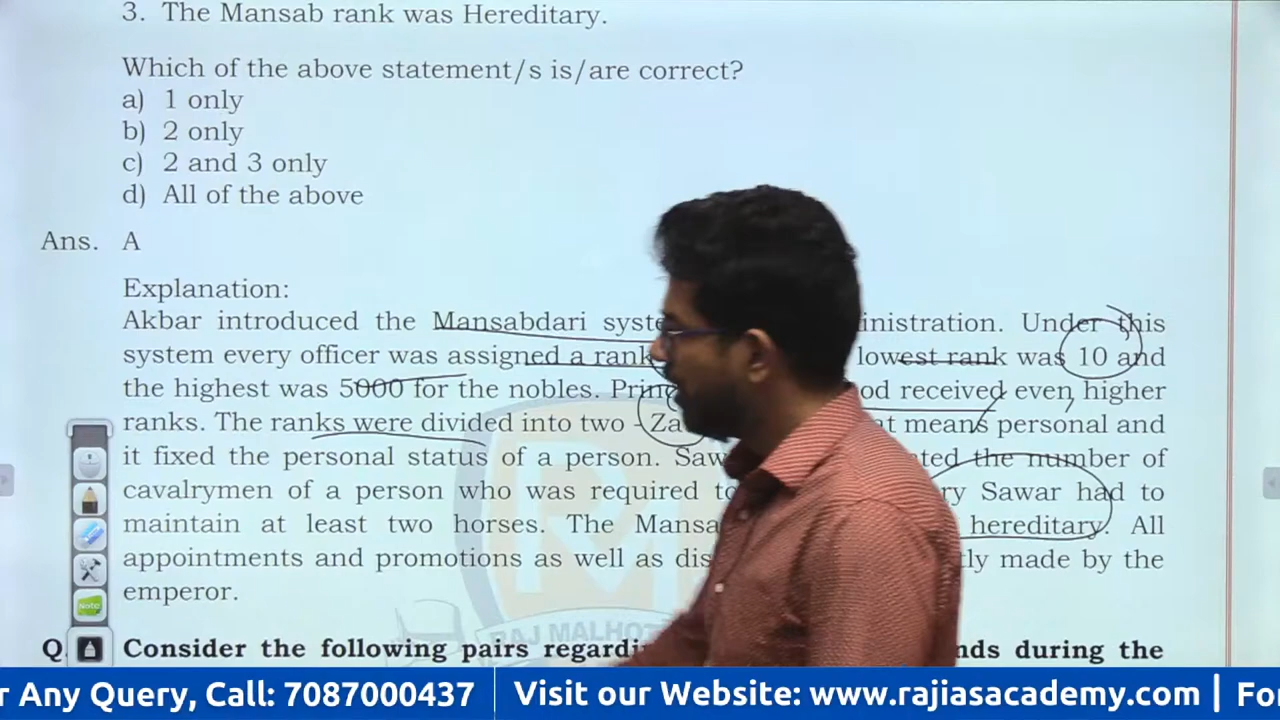 3. The Mansab rank was Hereditary.
Which of the above statement/s is/are correct?
a) 1 only
b) 2 only
c) 2 and 3 only
d) All of the above
Ans. A
Explanation:
Akbar introduced the Mansabdari syste inistration. Under this
system every officer was assigned a rank lowest rank was 10 and
the highest was 5000 for the nobles. Prin od received even higher
ranks. The ranks were divided into two - Za t means personal and
it fixed the personal status of a person. Saw ted the number of
cavalrymen of a person who was required to ry Sawar had to
maintain at least two horses. The Mansa hereditary. All
appointments and promotions as well as dis tly made by the
emperor.
RAJ MALHOT
Note
Q. Consider the following pairs regardi nds during the
r Any Query, Call: 7087000437 Visit our Website: www.rajiasacademy.com | Fo